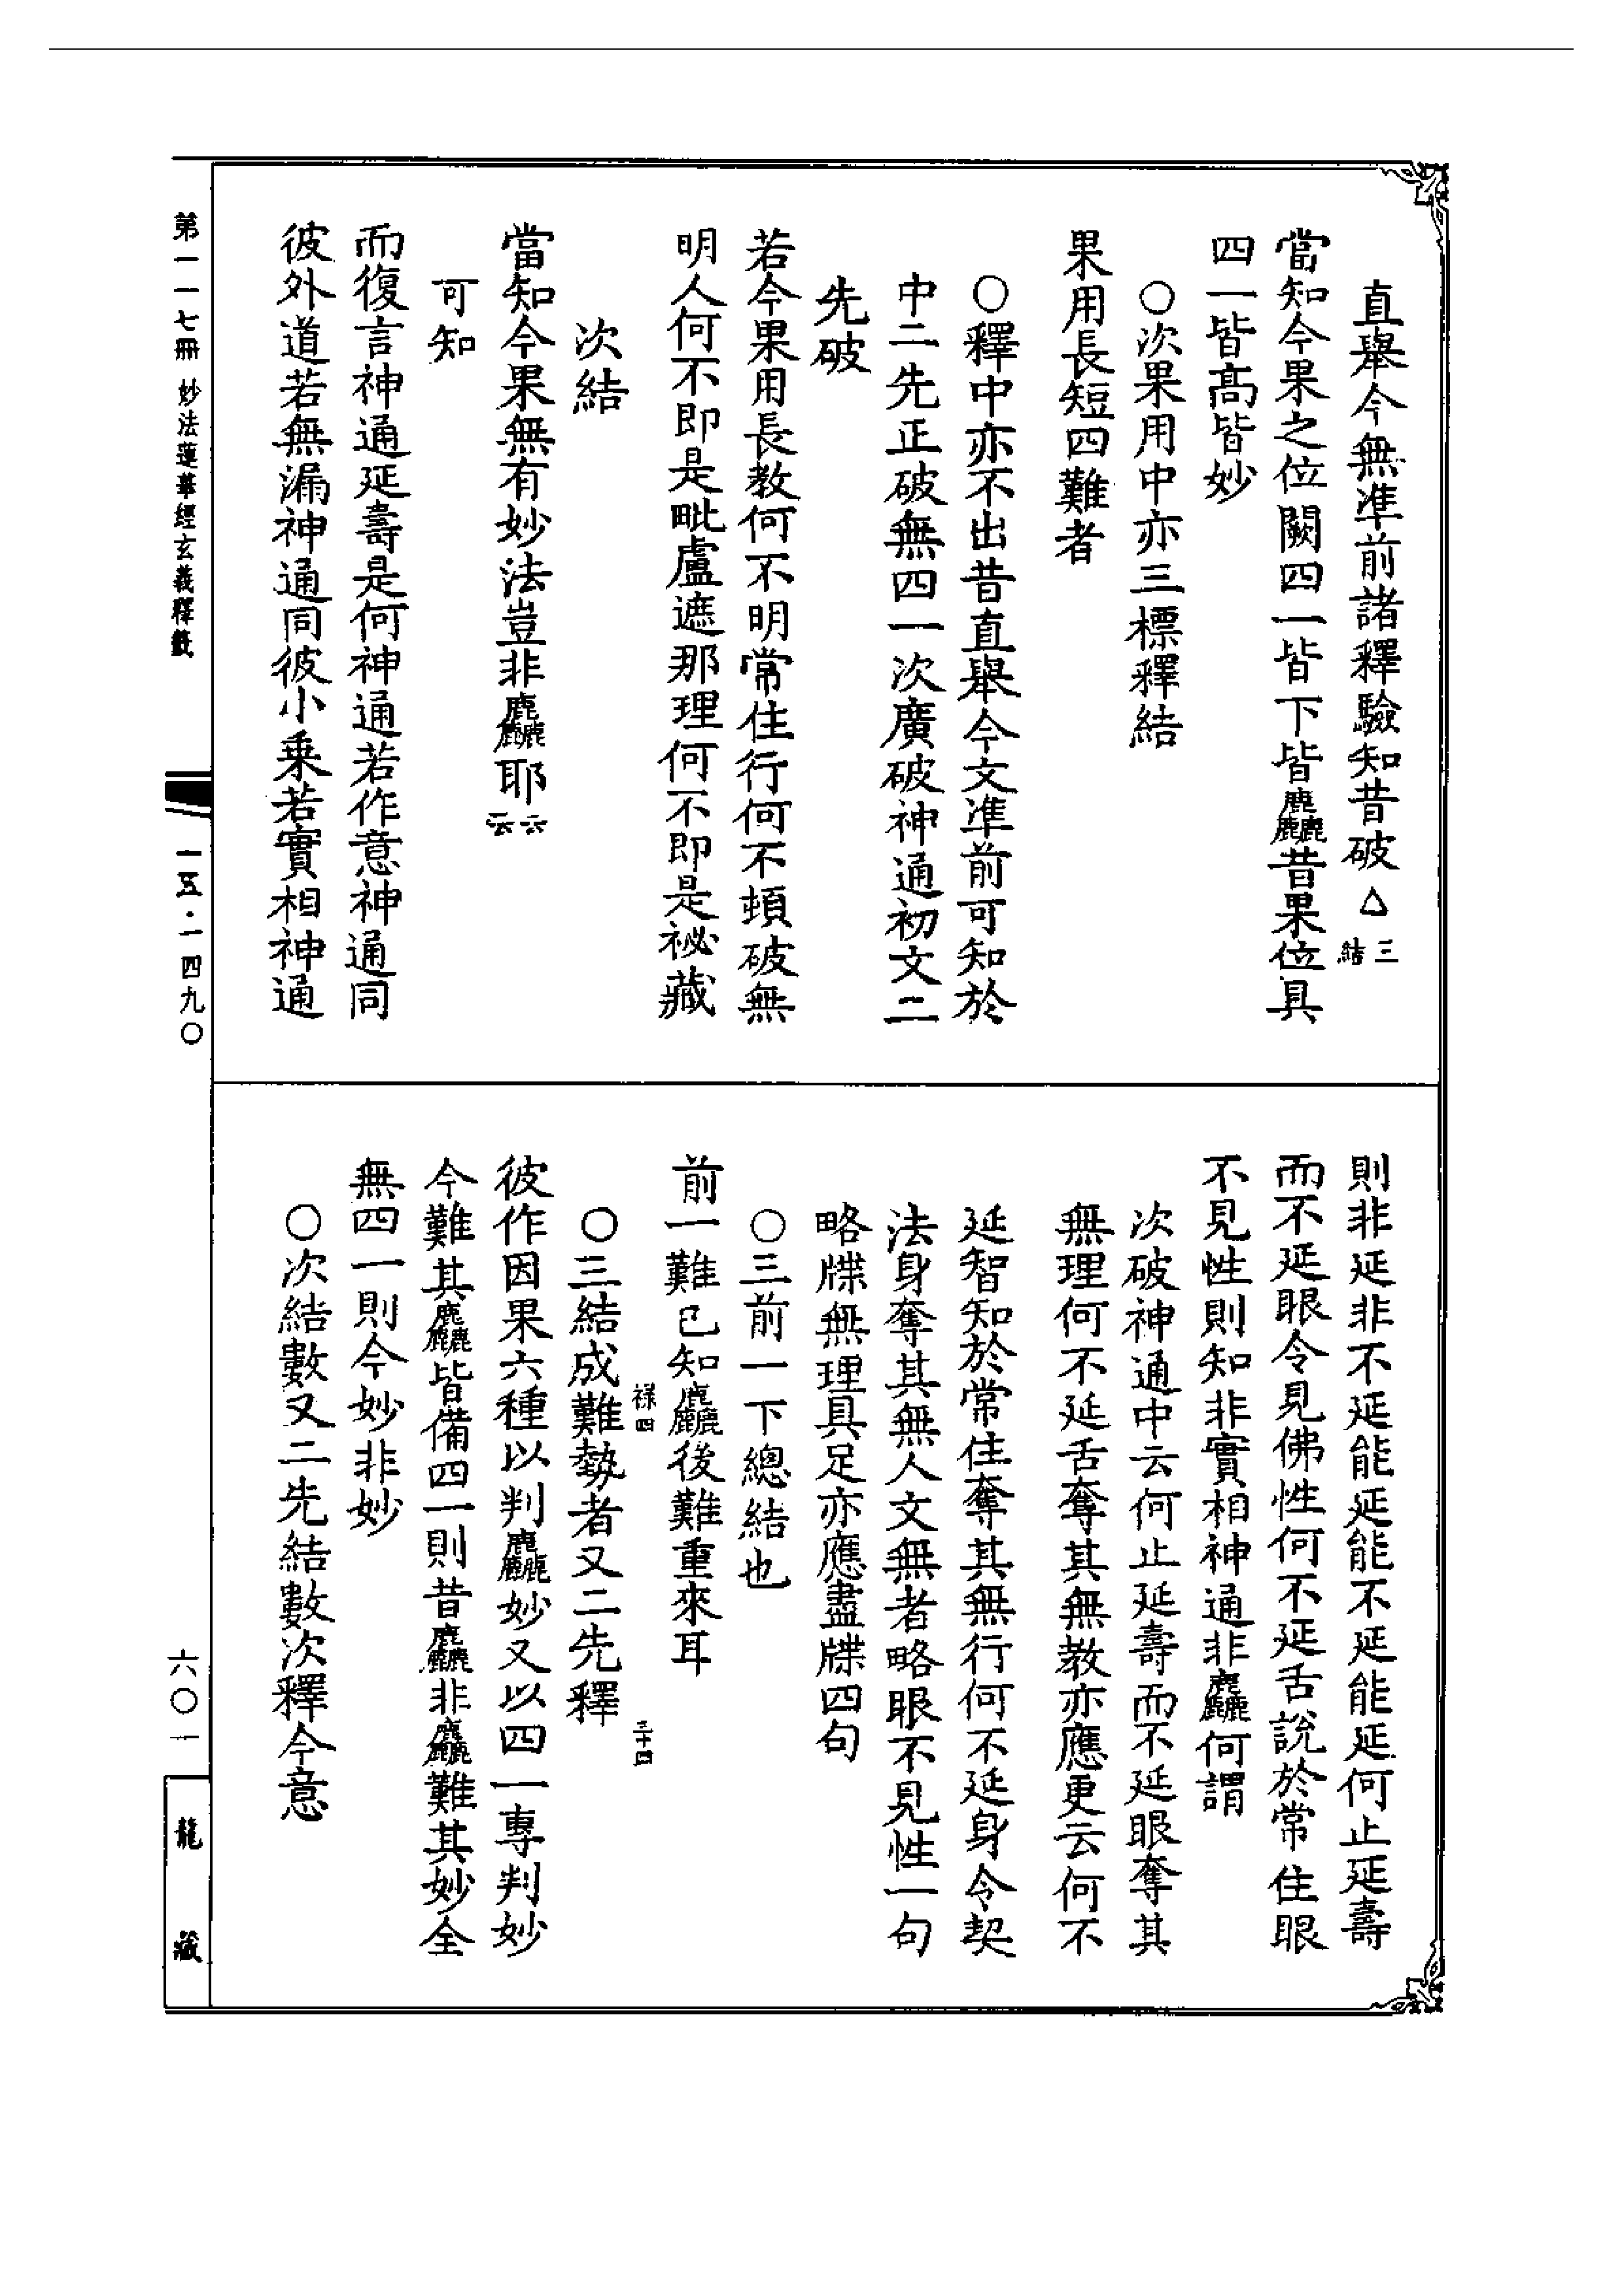 直舉今無準前諸釋驗知昔破△三結
當知今果之位闕四一皆下皆麤昔果位具
四一皆髙皆妙
○次果用中亦三標釋結
果用長短四難者
○釋中亦不出昔直舉今文準前可知於
中二先正破無四一次廣破神通初文二
先破
若今果用長教何不明常住行何不頓破無
明人何不即是毗盧遮那理何不即是祕藏
次結
當知今果無有妙法豈非麤耶云云
可知
而復言神通延壽是何神通若作意神通同
彼外道若無漏神通同彼小乗若實相神通
則非延非不延能延能不延能延何止延壽
而不延眼令見佛性何不延舌說於常住眼
不見性則知非實相神通非麤何謂
次破神通中云何止延壽而不延眼奪其
無理何不延舌奪其無教亦應更云何不
延智知於常住奪其無行何不延身令契
法身奪其無人文無者略眼不見性一句
略牒無理具足亦應盡牒四句
○三前一下總結也
前一難已知麤後難重來耳
祿四 三十四
○三結成難勢者又二先釋
彼作因果六種以判麤妙又以四一專判妙
今難其麤皆備四一則昔麤非麤難其妙全
無四一則今妙非妙
○次結數又二先結數次釋今意
第一一七冊 妙法蓮華經玄義釋籤
一五·一四九〇
六〇一
龍藏